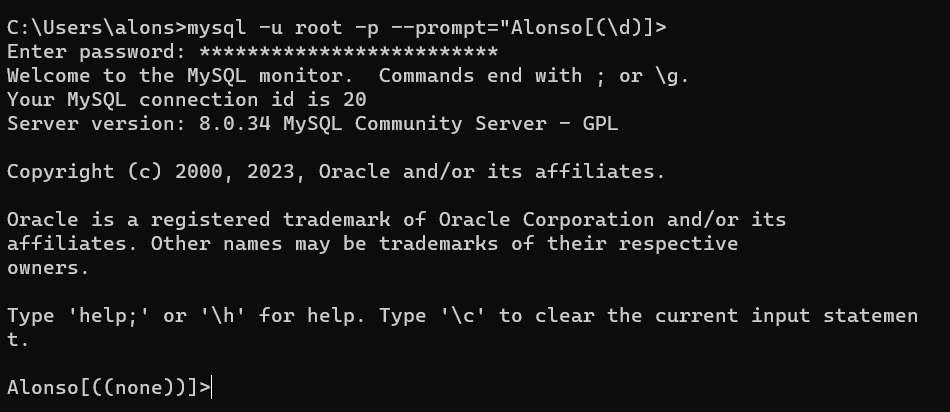 C:\Users\alons>mysql -u root -p --prompt="Alonso[(\d)]>
Enter password: *************************
Welcome to the MySQL monitor.  Commands end with ; or \g.
Your MySQL connection id is 20
Server version: 8.0.34 MySQL Community Server - GPL

Copyright (c) 2000, 2023, Oracle and/or its affiliates.

Oracle is a registered trademark of Oracle Corporation and/or its
affiliates. Other names may be trademarks of their respective
owners.

Type 'help;' or '\h' for help. Type '\c' to clear the current input statemen
t.

Alonso[((none))]>